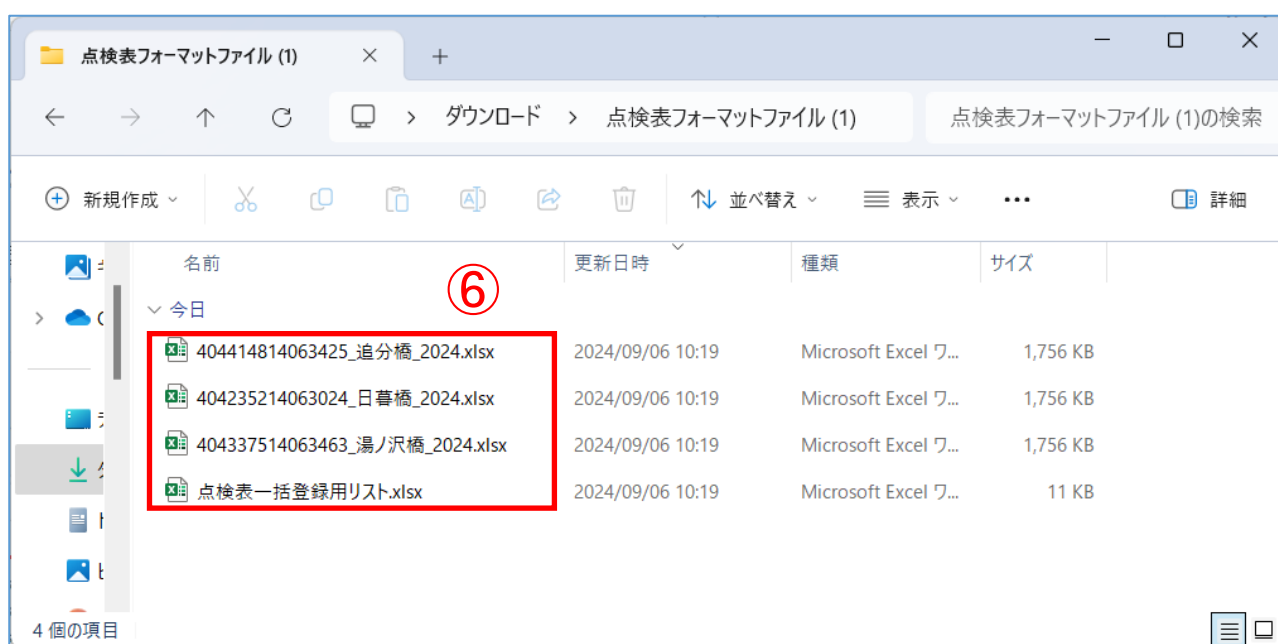 点検表フォーマットファイル (1)
ダウンロード > 点検表フォーマットファイル (1)
点検表フォーマットファイル (1)の検索
新規作成
並べ替え
表示
詳細
名前 更新日時 種類 サイズ
⑥
今日
404414814063425_追分橋_2024.xlsx 2024/09/06 10:19 Microsoft Excel ワ... 1,756 KB
404235214063024_日暮橋_2024.xlsx 2024/09/06 10:19 Microsoft Excel ワ... 1,756 KB
404337514063463_湯ノ沢橋_2024.xlsx 2024/09/06 10:19 Microsoft Excel ワ... 1,756 KB
点検表一括登録用リスト.xlsx 2024/09/06 10:19 Microsoft Excel ワ... 11 KB
4 個の項目